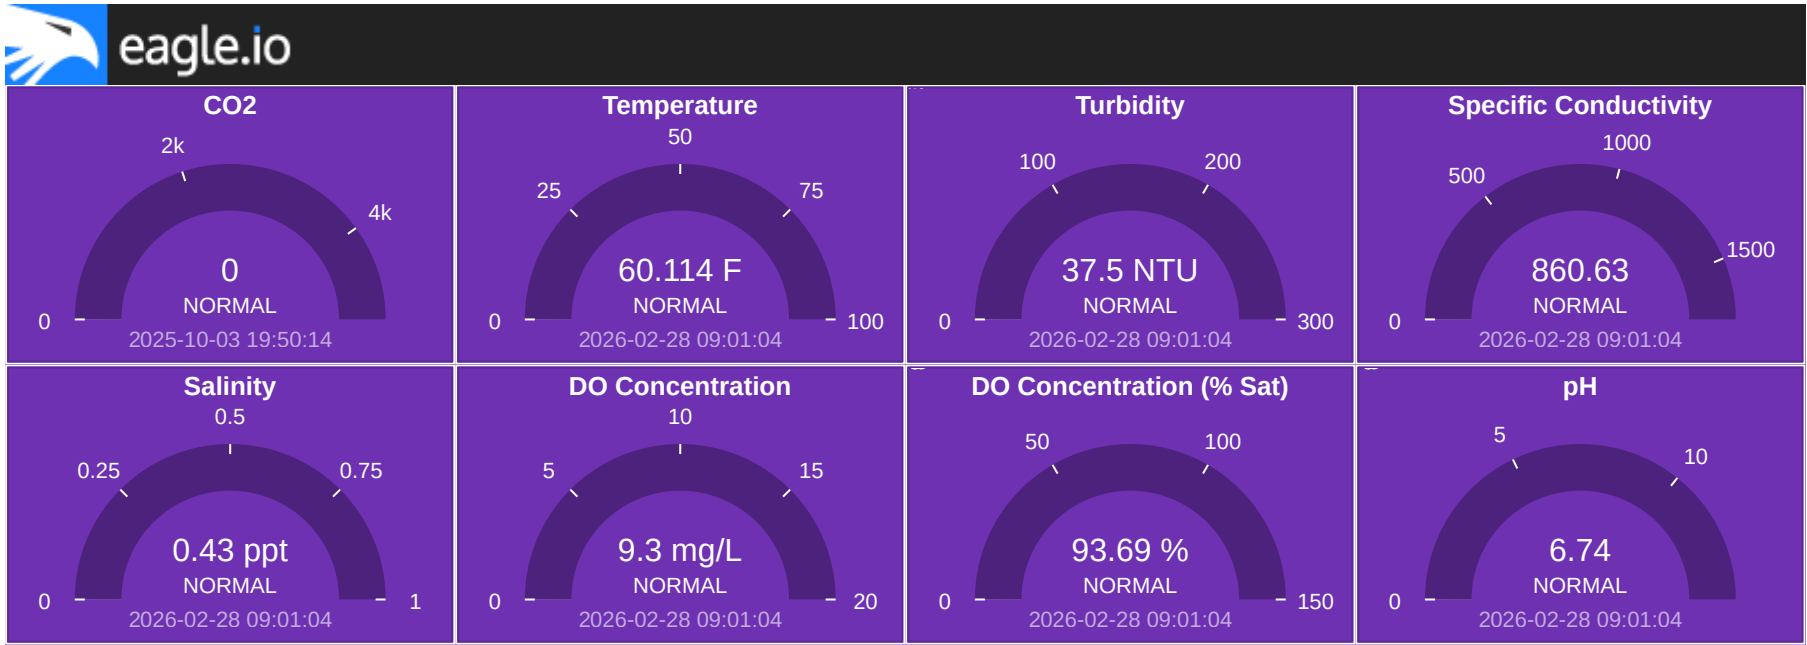 eagle.io
CO2
2k
4k
0
0
NORMAL
2025-10-03 19:50:14
Temperature
50
25
75
60.114 F
NORMAL
0
100
2026-02-28 09:01:04
Turbidity
100
200
37.5 NTU
NORMAL
0
300
2026-02-28 09:01:04
Specific Conductivity
1000
500
1500
860.63
NORMAL
0
2026-02-28 09:01:04
Salinity
0.5
0.25
0.75
0.43 ppt
NORMAL
0
1
2026-02-28 09:01:04
DO Concentration
10
5
15
9.3 mg/L
NORMAL
0
20
2026-02-28 09:01:04
DO Concentration (% Sat)
50
100
93.69 %
NORMAL
0
150
2026-02-28 09:01:04
pH
5
10
6.74
NORMAL
0
2026-02-28 09:01:04